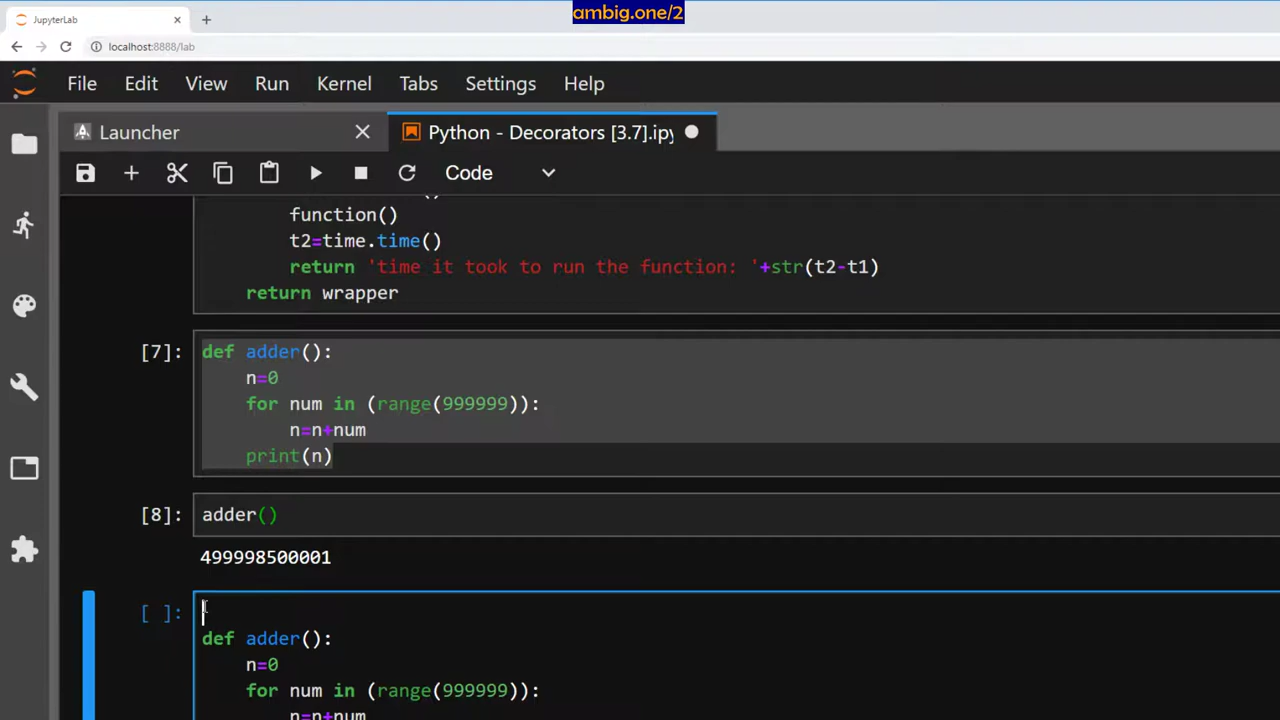 ambig.one/2
JupyterLab
localhost:8888/lab
File Edit View Run Kernel Tabs Settings Help
Launcher Python - Decorators [3.7].ipy
Code
function()
t2=time.time()
return 'time it took to run the function: '+str(t2-t1)
return wrapper
[7]: def adder():
n=0
for num in (range(999999)):
n=n+num
print(n)
[8]: adder()
499998500001
[ ]:
def adder():
n=0
for num in (range(999999)):
n=n+num